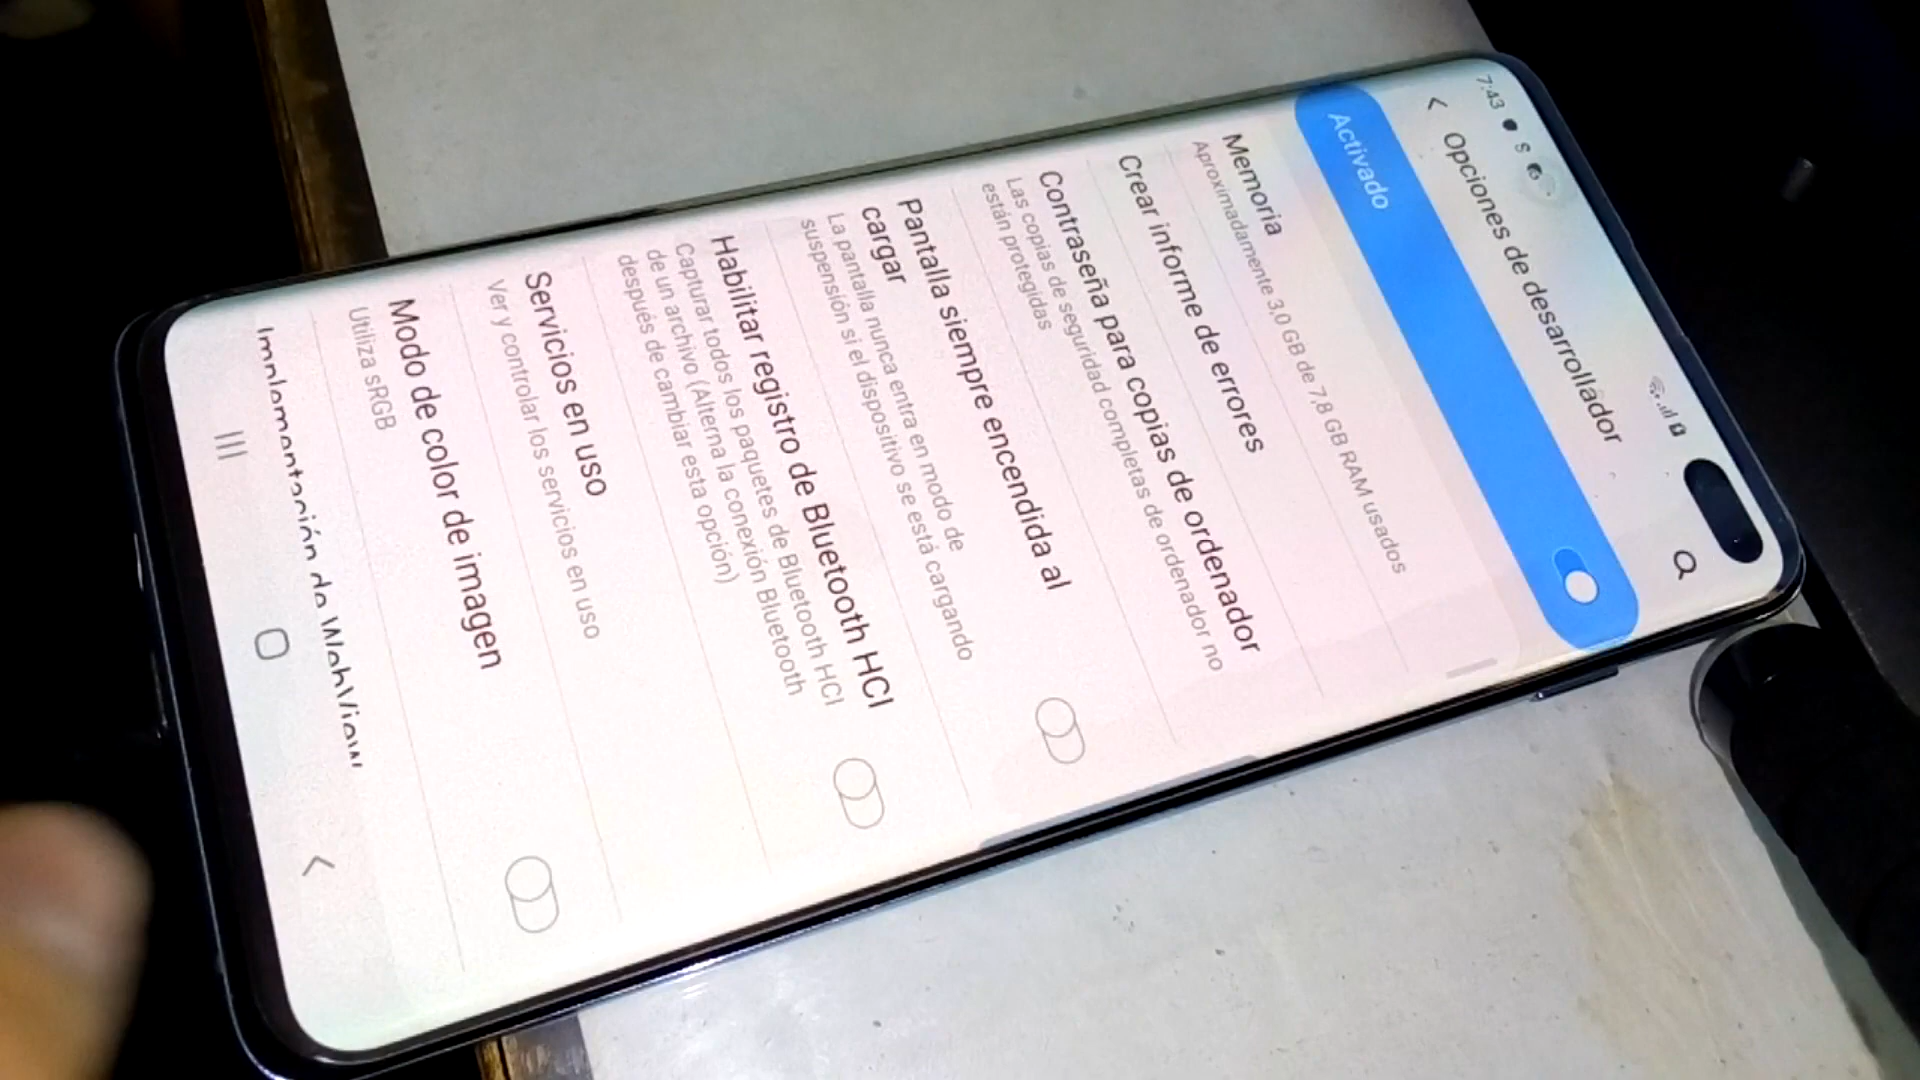 7:43 S
Opciones de desarrollador
Activado
Memoria
Aproximadamente 3,0 GB de 7,8 GB RAM usados
Crear informe de errores
Contraseña para copias de ordenador
Las copias de seguridad completas de ordenador no
están protegidas
Pantalla siempre encendida al
cargar
La pantalla nunca entra en modo de
suspensión si el dispositivo se está cargando
Habilitar registro de Bluetooth HCI
Capturar todos los paquetes de Bluetooth HCI
de un archivo (Alterna la conexión Bluetooth
después de cambiar esta opción)
Servicios en uso
Ver y controlar los servicios en uso
Modo de color de imagen
Utiliza sRGB
Implementación de WebView